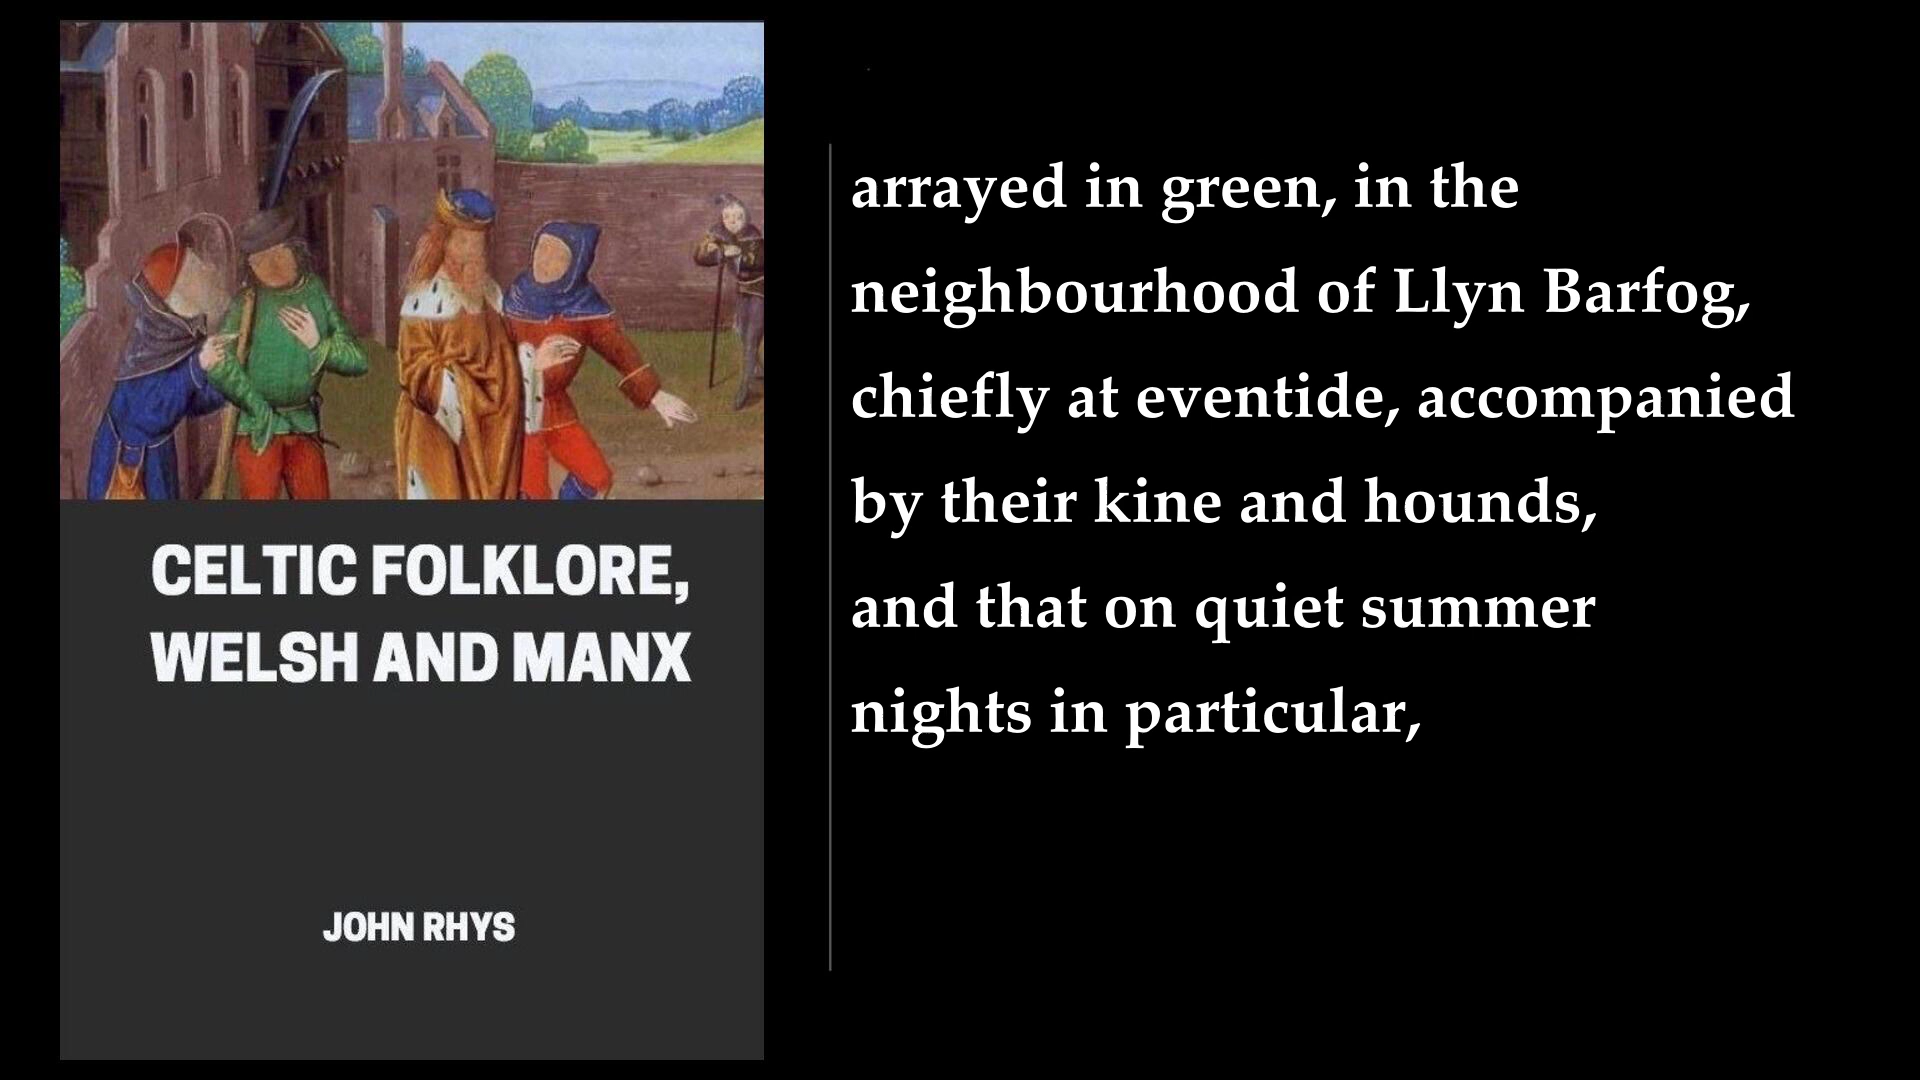 CELTIC FOLKLORE,
WELSH AND MANX
JOHN RHYS
arrayed in green, in the
neighbourhood of Llyn Barfog,
chiefly at eventide, accompanied
by their kine and hounds,
and that on quiet summer
nights in particular,